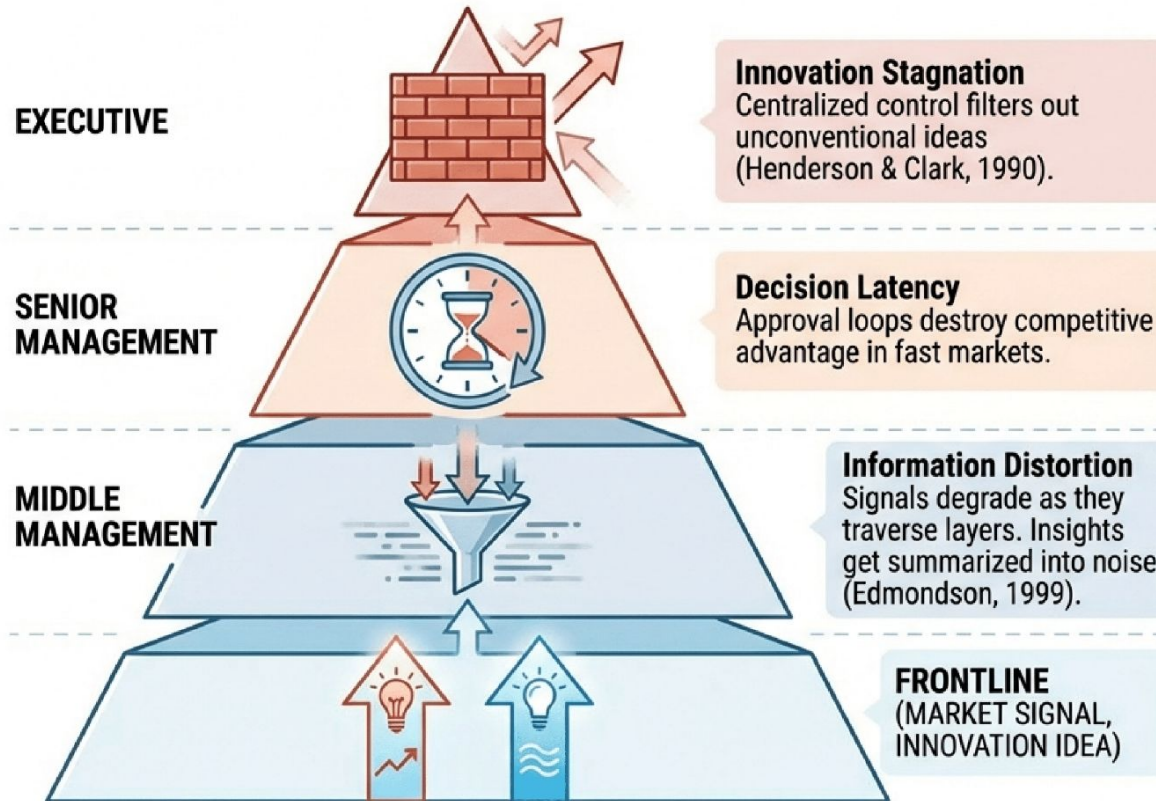 EXECUTIVE
Innovation Stagnation
Centralized control filters out
unconventional ideas
(Henderson & Clark, 1990).
SENIOR
MANAGEMENT
Decision Latency
Approval loops destroy competitive
advantage in fast markets.
MIDDLE
MANAGEMENT
Information Distortion
Signals degrade as they
traverse layers. Insights
get summarized into noise
(Edmondson, 1999).
FRONTLINE
(MARKET SIGNAL,
INNOVATION IDEA)